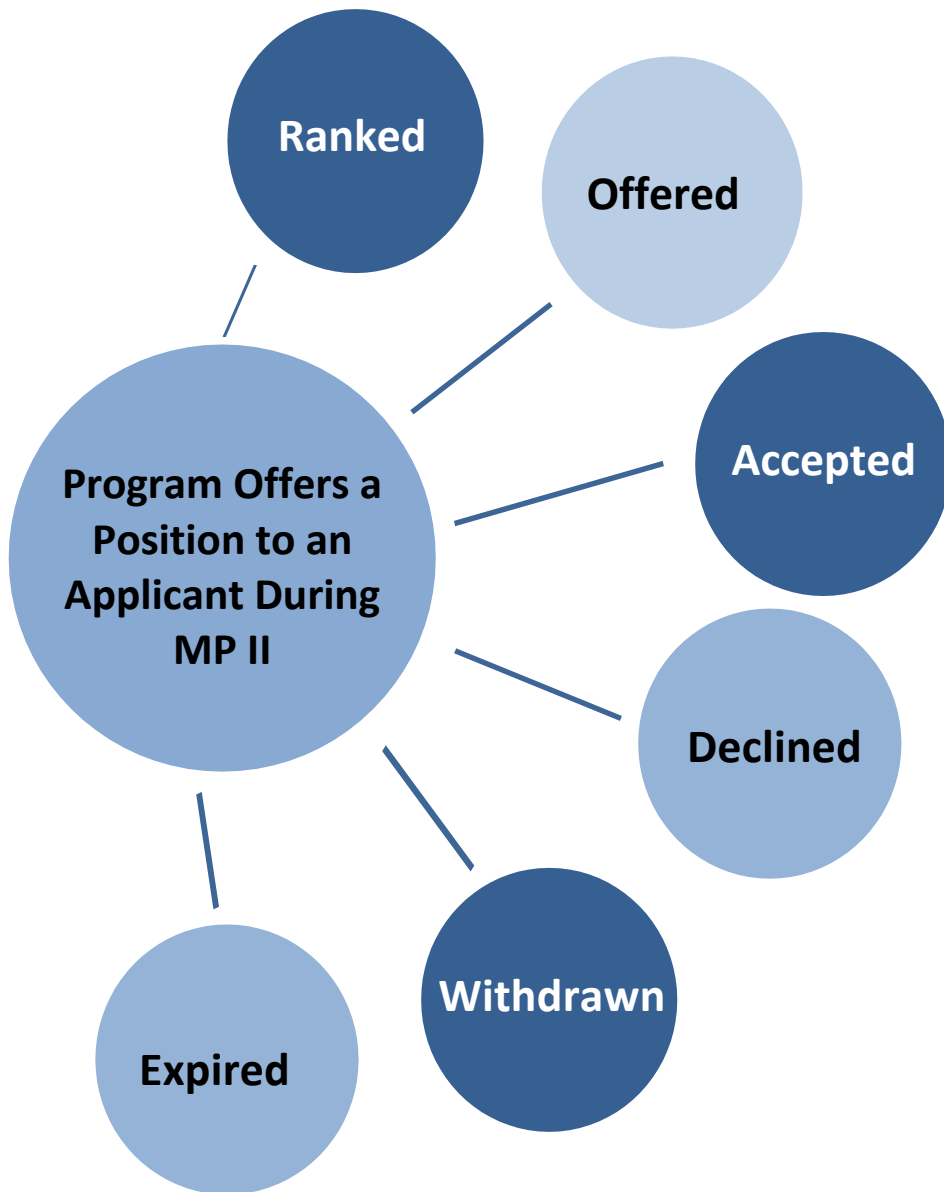 Ranked
Offered
Accepted
Program Offers a
Position to an
Applicant During
MP II
Declined
Withdrawn
Expired